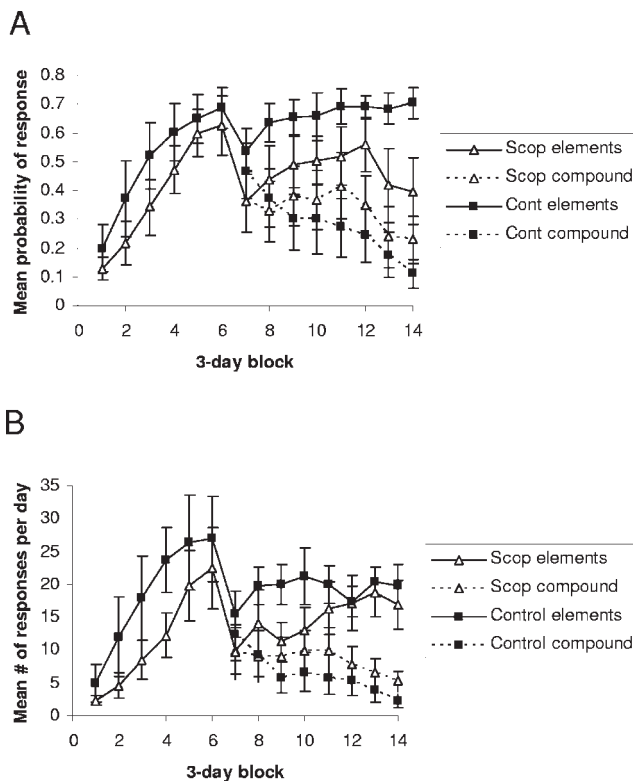 A
Mean probability of response
0.8
0.7
0.6
0.5
0.4
0.3
0.2
0.1
0
0 2 4 6 8 10 12 14
3-day block
Scop elements
Scop compound
Cont elements
Cont compound
B
Mean # of responses per day
35
30
25
20
15
10
5
0
0 2 4 6 8 10 12 14
3-day block
Scop elements
Scop compound
Control elements
Control compound